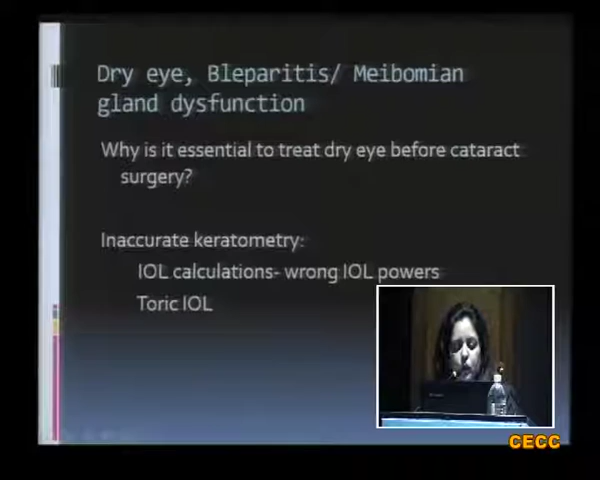 Dry eye, Bleparitis/ Meibomian
gland dysfunction
Why is it essential to treat dry eye before cataract
surgery?
Inaccurate keratometry:
IOL calculations- wrong IOL powers
Toric IOL
CECC